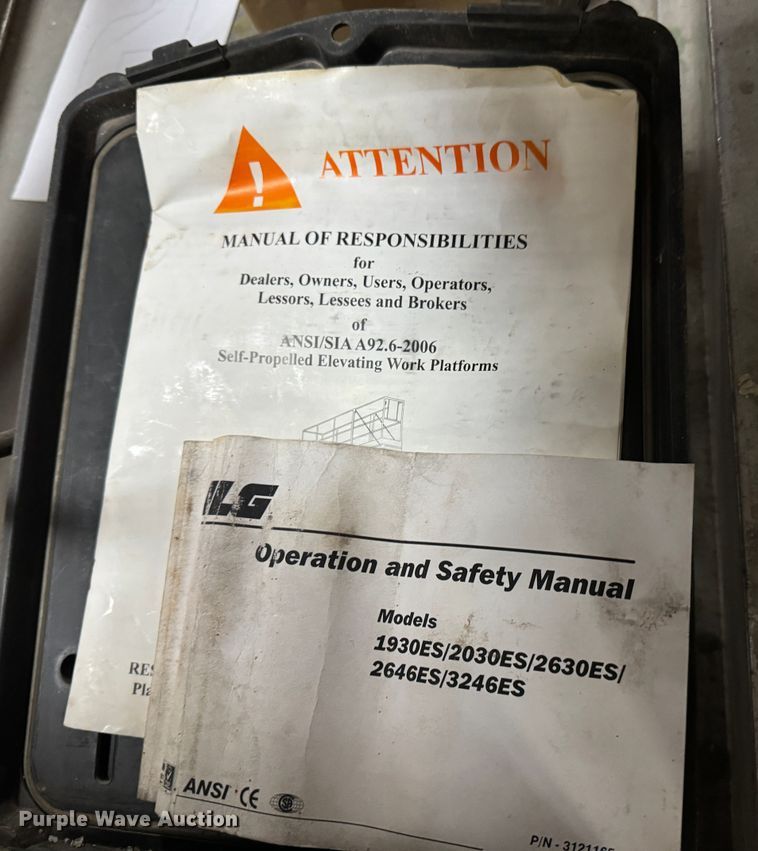 !
ATTENTION
MANUAL OF RESPONSIBILITIES
for
Dealers, Owners, Users, Operators,
Lessors, Lessees and Brokers
of
ANSI/SIA A92.6-2006
Self-Propelled Elevating Work Platforms
JLG
Operation and Safety Manual
Models
1930ES/2030ES/2630ES/
2646ES/3246ES
ANSI CE
P/N -
Purple Wave Auction